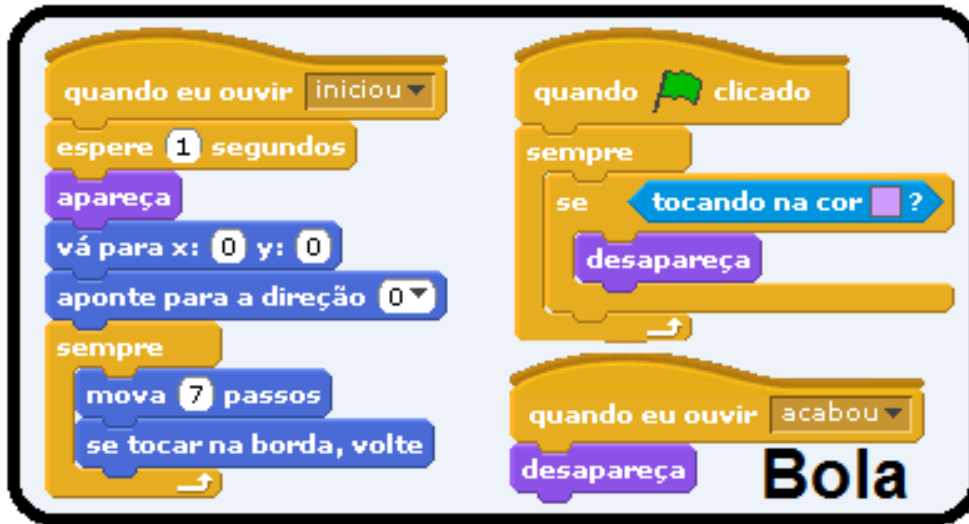 quando eu ouvir iniciou
espere 1 segundos
apareça
vá para x: 0 y: 0
aponte para a direção 0
sempre
mova 7 passos
se tocar na borda, volte
quando clicado
sempre
se tocando na cor ?
desapareça
quando eu ouvir acabou
desapareça
Bola